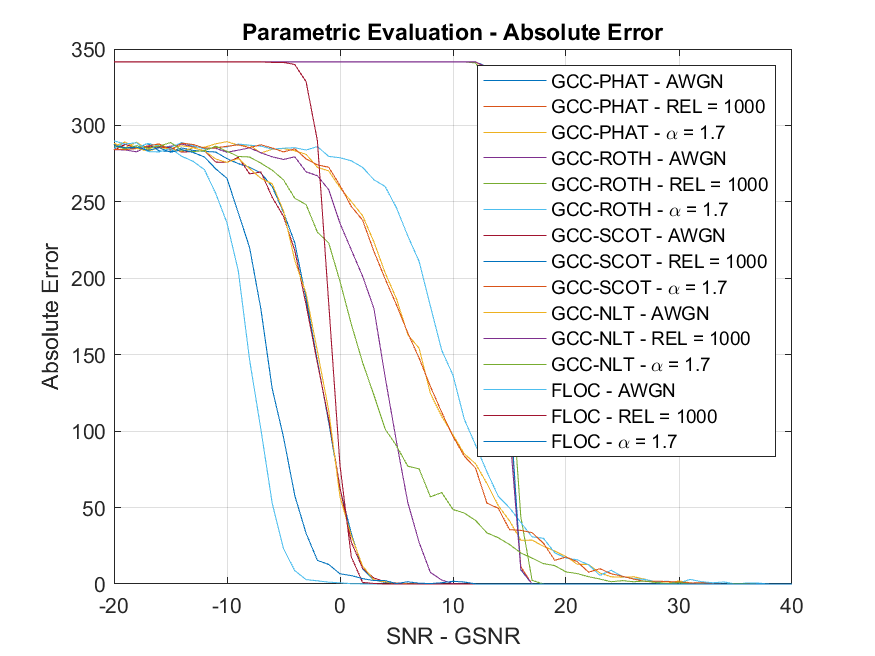 Parametric Evaluation - Absolute Error
350
300
250
200
150
100
50
0
Absolute Error
-20
-10
0
10
20
30
40
SNR - GSNR
GCC-PHAT - AWGN
GCC-PHAT - REL = 1000
GCC-PHAT - α = 1.7
GCC-ROTH - AWGN
GCC-ROTH - REL = 1000
GCC-ROTH - α = 1.7
GCC-SCOT - AWGN
GCC-SCOT - REL = 1000
GCC-SCOT - α = 1.7
GCC-NLT - AWGN
GCC-NLT - REL = 1000
GCC-NLT - α = 1.7
FLOC - AWGN
FLOC - REL = 1000
FLOC - α = 1.7